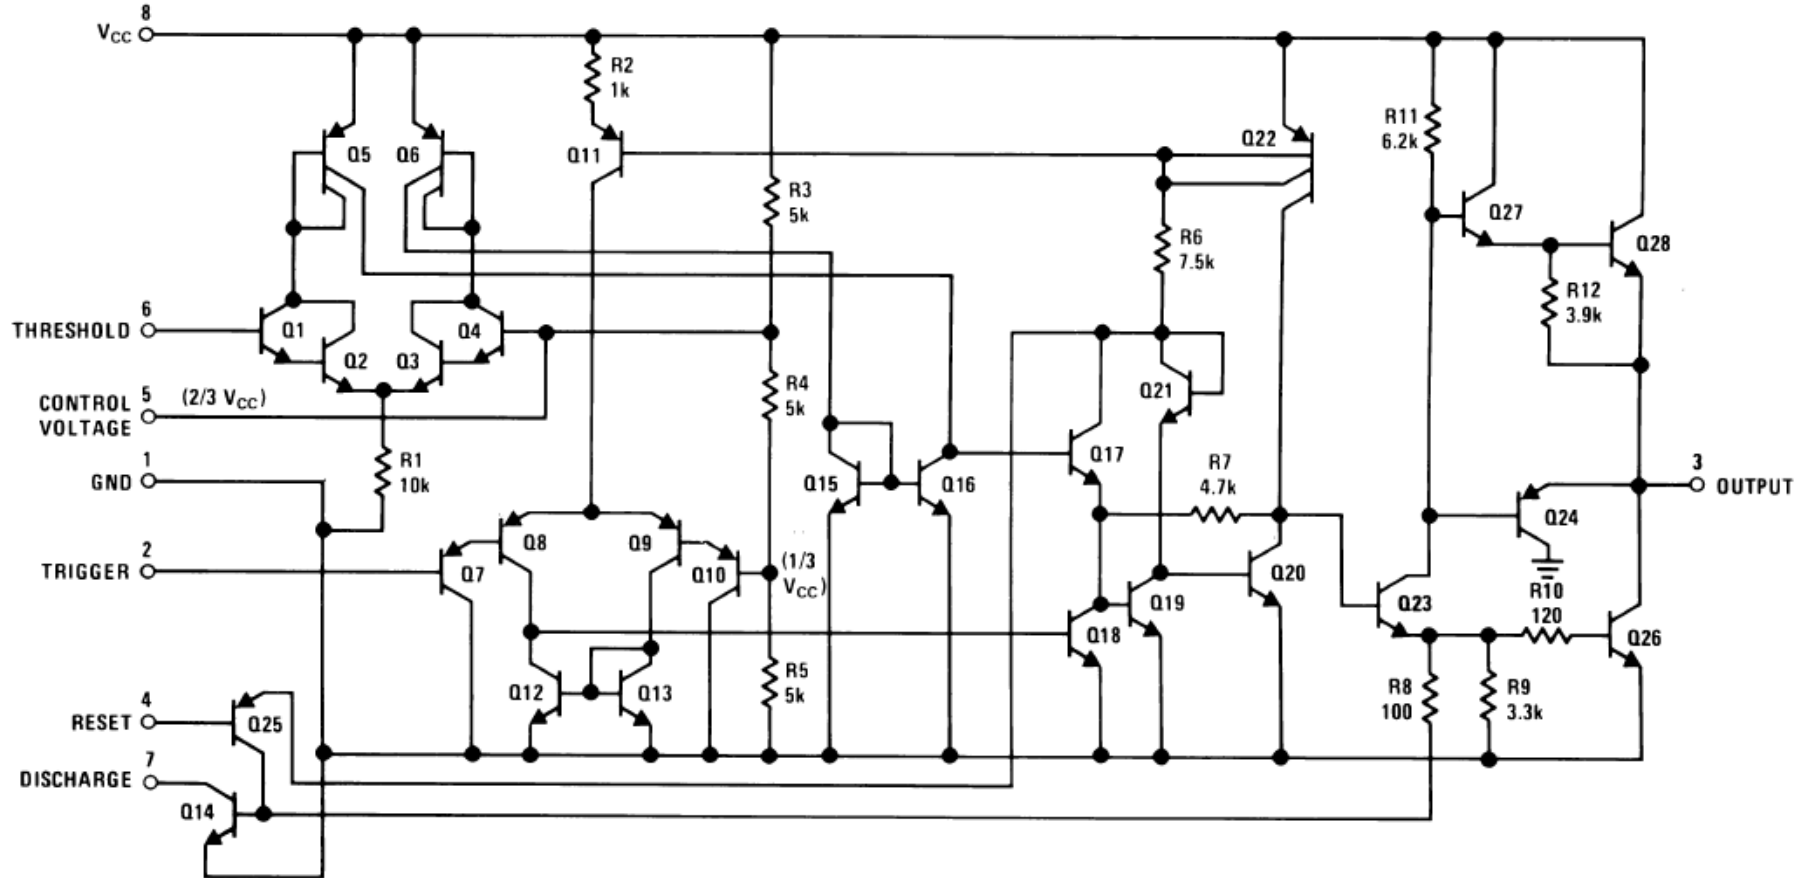 8
VCC
R2
1k
Q5
Q6
Q11
Q22
R11
6.2k
R3
5k
Q27
R6
7.5k
Q28
R12
3.9k
6
THRESHOLD
Q1
Q4
Q2
Q3
Q21
R4
5k
5
CONTROL
VOLTAGE
(2/3 VCC)
1
GND
R1
10k
Q15
Q16
Q17
R7
4.7k
3
OUTPUT
Q24
2
TRIGGER
Q7
Q8
Q9
Q10
(1/3
VCC)
Q19
Q20
Q23
R10
120
Q18
Q26
Q12
Q13
R5
5k
R8
100
R9
3.3k
4
RESET
Q25
7
DISCHARGE
Q14